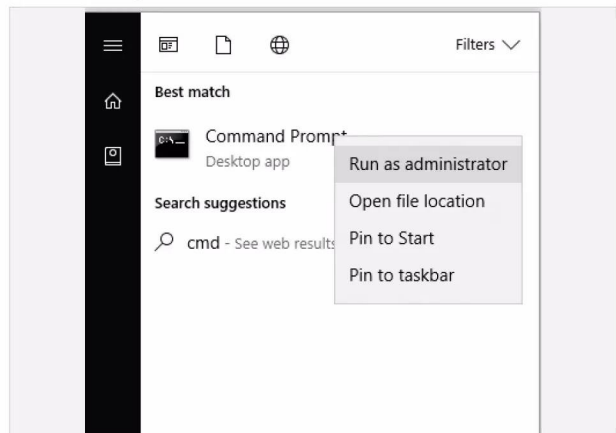 Filters
Best match
Command Prompt
Desktop app
Run as administrator
Open file location
Pin to Start
Pin to taskbar
Search suggestions
cmd - See web results